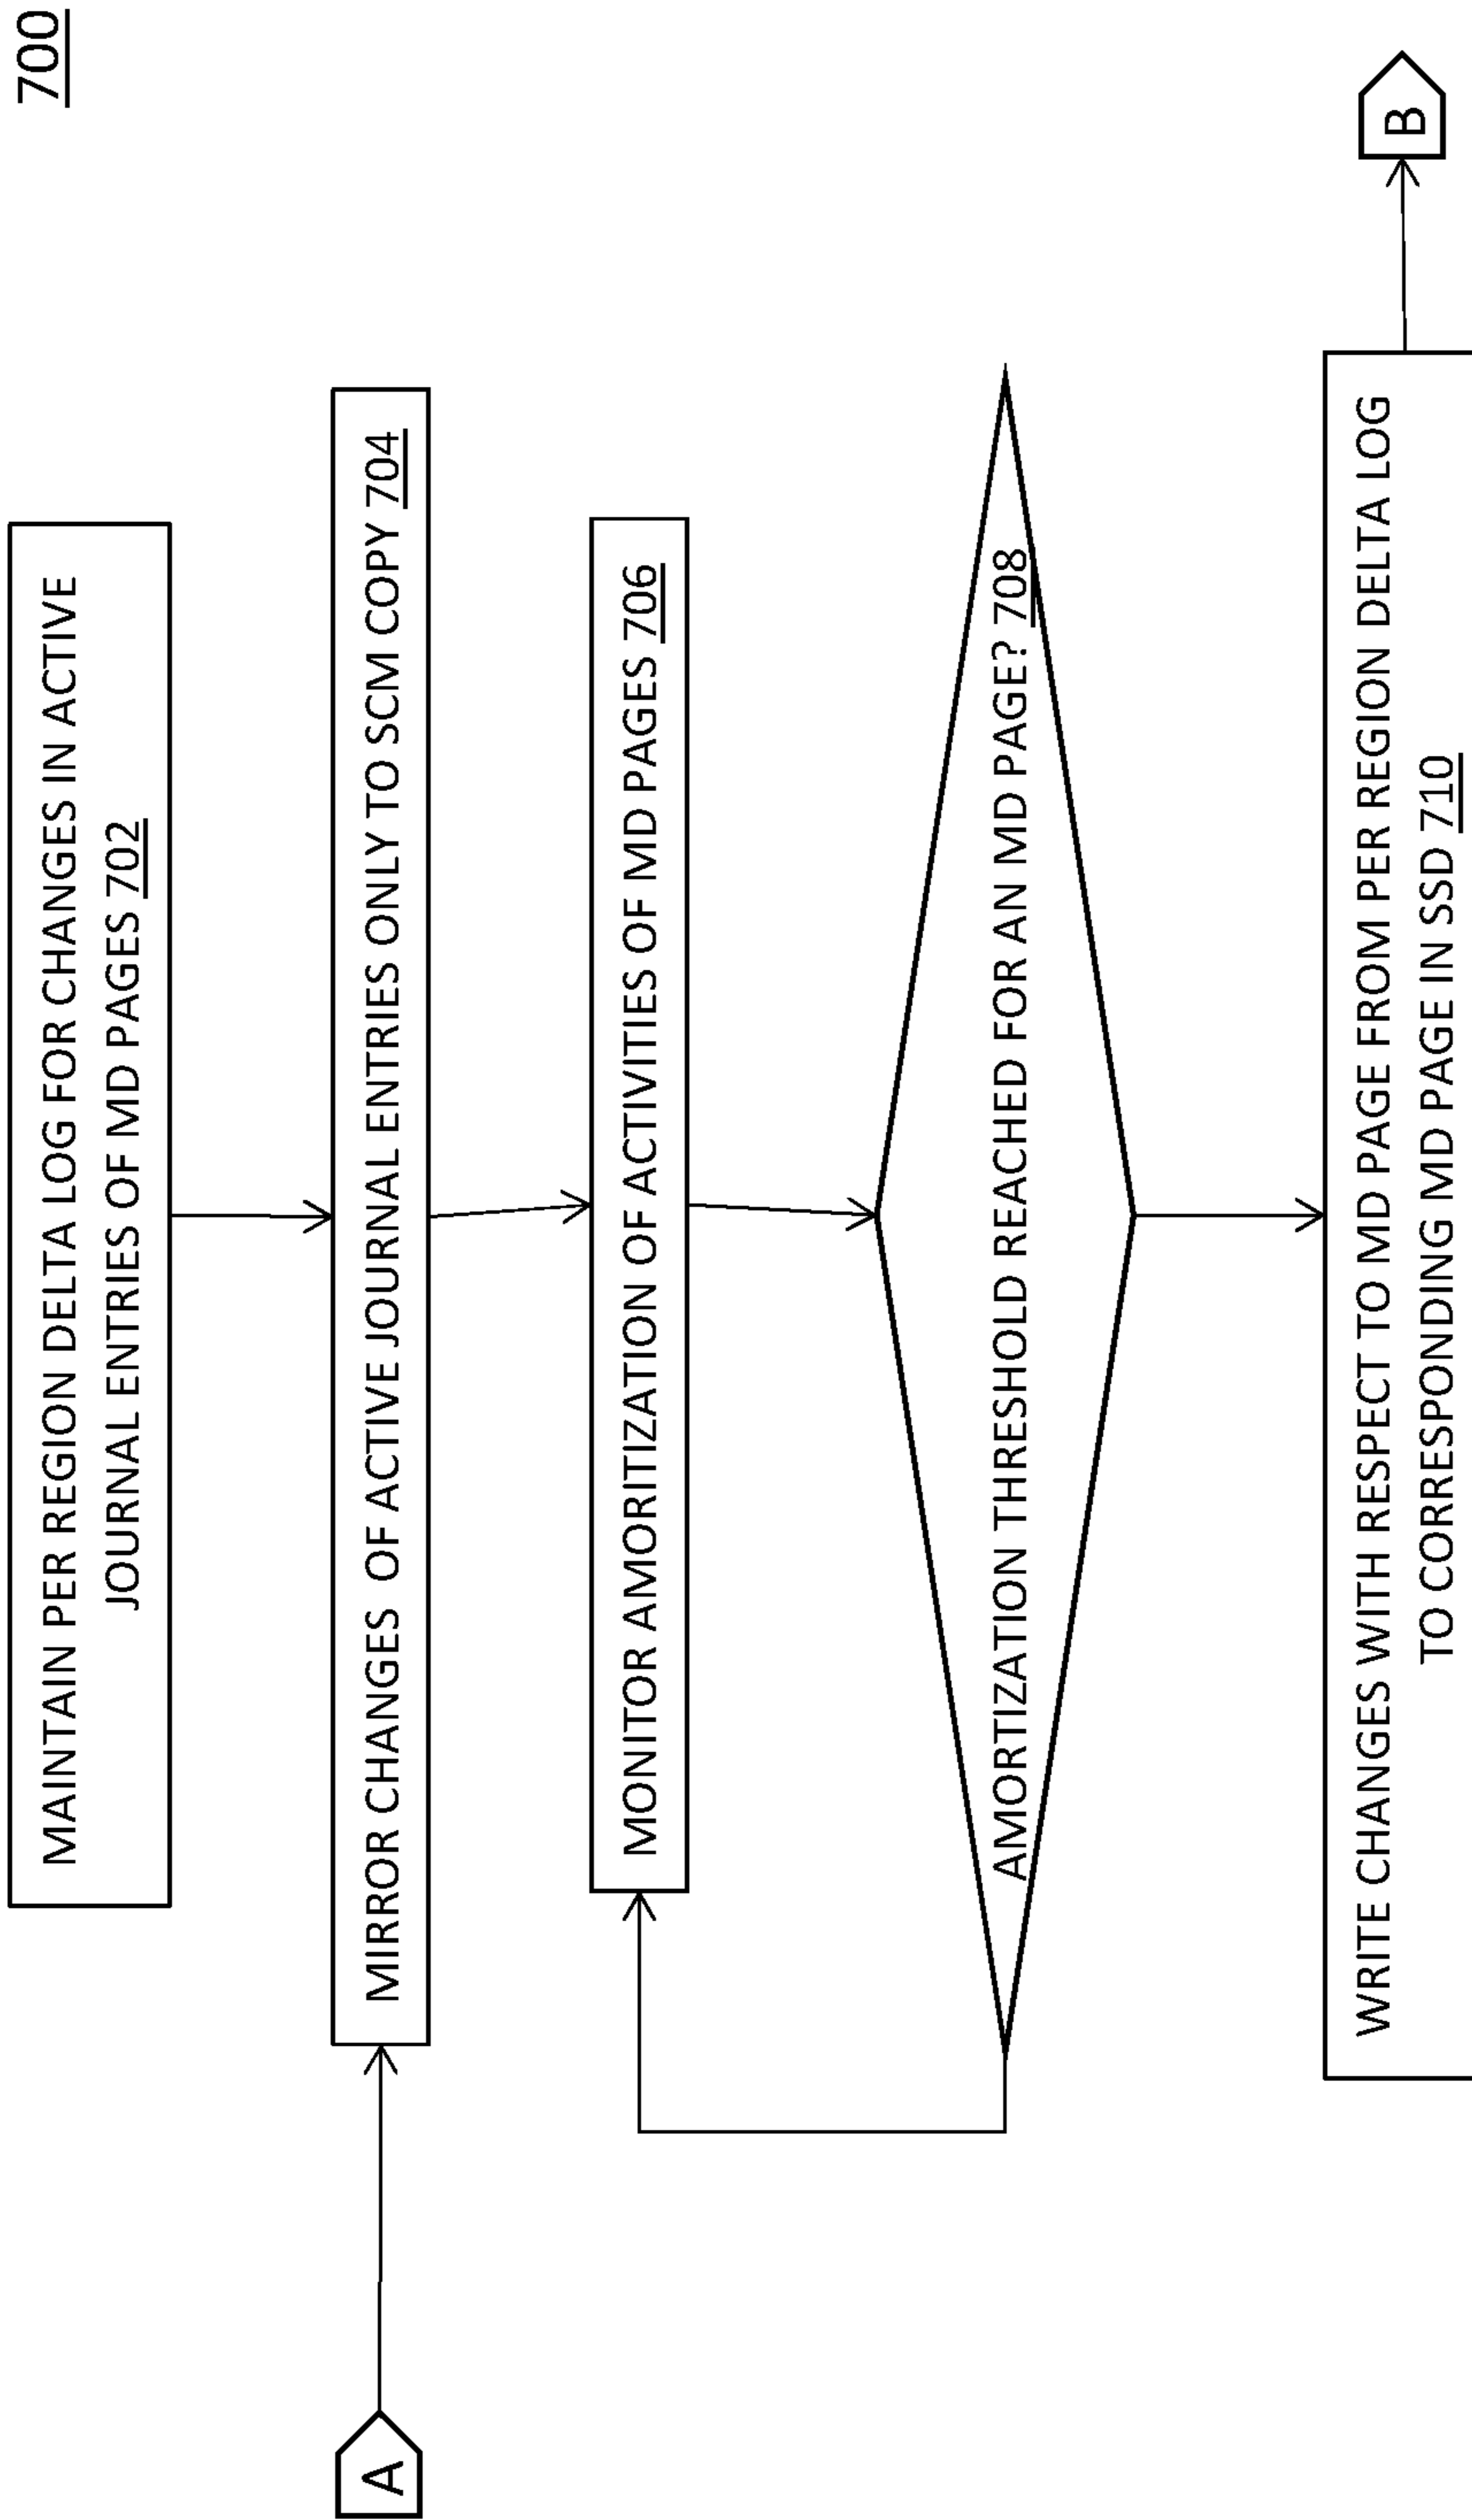 700
MAINTAIN PER REGION DELTA LOG FOR CHANGES IN ACTIVE
JOURNAL ENTRIES OF MD PAGES 702
A
MIRROR CHANGES OF ACTIVE JOURNAL ENTRIES ONLY TO SCM COPY 704
MONITOR AMORITIZATION OF ACTIVITIES OF MD PAGES 706
AMORTIZATION THRESHOLD REACHED FOR AN MD PAGE? 708
WRITE CHANGES WITH RESPECT TO MD PAGE FROM PER REGION DELTA LOG
TO CORRESPONDING MD PAGE IN SSD 710
B